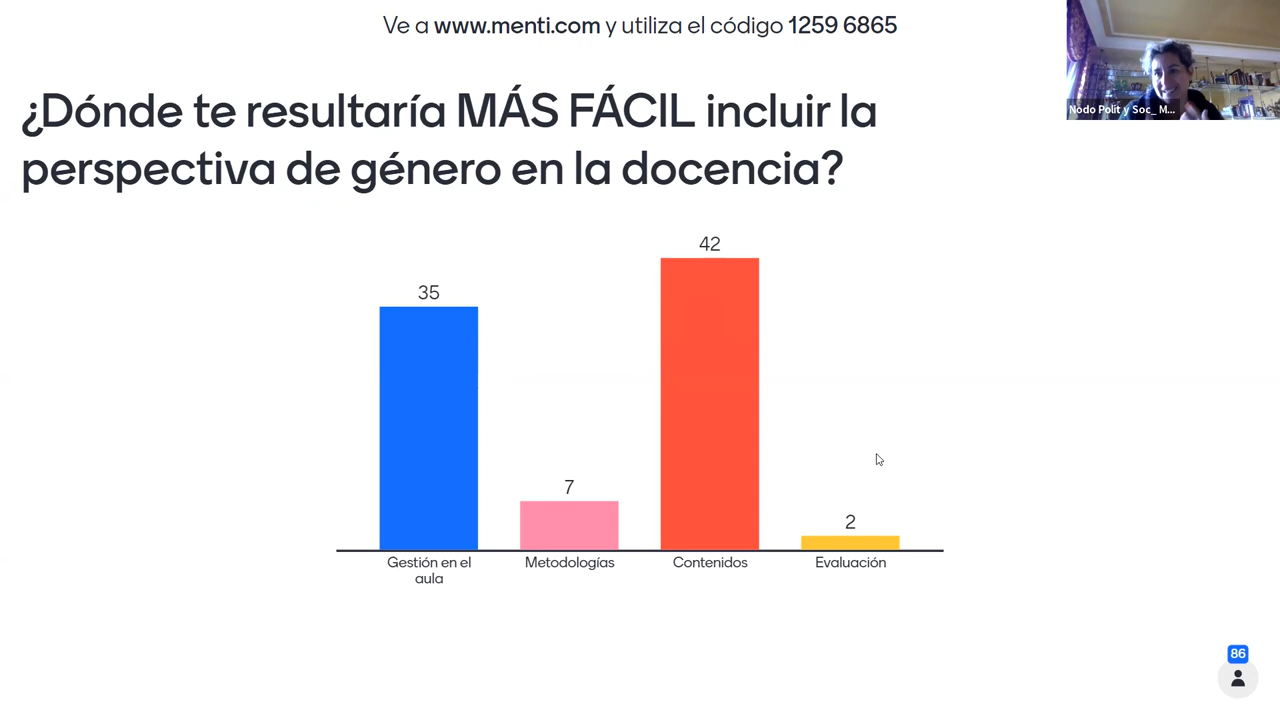 Ve a www.menti.com y utiliza el código 1259 6865
Nodo Polit y Soc_ M...
¿Dónde te resultaría MÁS FÁCIL incluir la
perspectiva de género en la docencia?
35
7
42
2
Gestión en el
aula
Metodologías
Contenidos
Evaluación
86